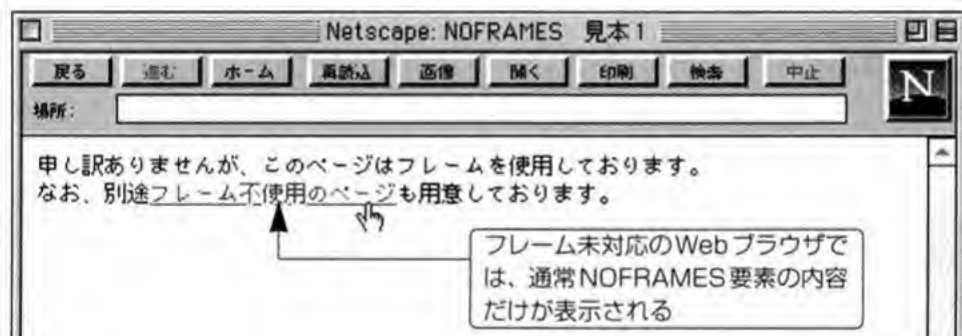 Netscape: NOFRAMES 見本1
戻る 進む ホーム 再読込 画像 開く 印刷 検索 中止
N
場所:
申し訳ありませんが、このページはフレームを使用しております。
なお、別途フレーム不使用のページも用意しております。
フレーム未対応のWebブラウザで
は、通常NOFRAMES要素の内容
だけが表示される